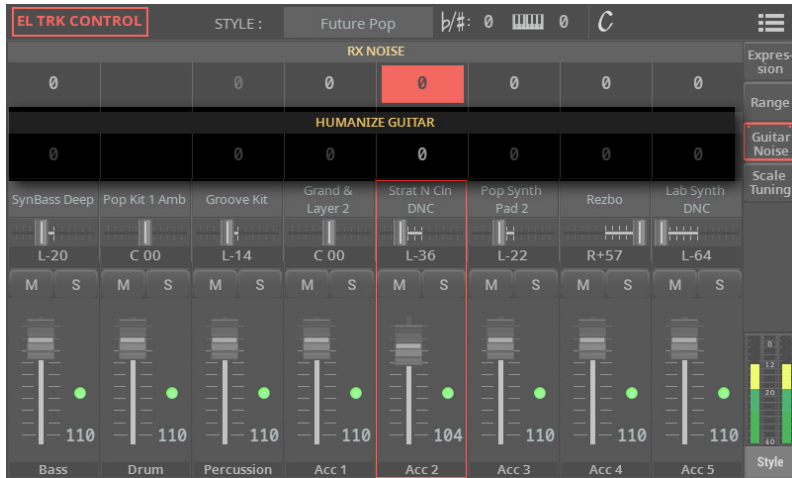 EL TRK CONTROL STYLE : Future Pop ♭/♯: 0 0 C
RX NOISE
0 0 0 0 0 0 0
HUMANIZE GUITAR
0 0 0 0 0 0 0
SynBass Deep Pop Kit 1 Amb Groove Kit Grand & Layer 2 Strat N Cln DNC Pop Synth Pad 2 Rezbo Lab Synth DNC
L-20 C 00 L-14 C 00 L-36 L-22 R+57 L-64
M S M S M S M S M S M S M S M S
110 110 110 110 104 110 110 110
Bass Drum Percussion Acc 1 Acc 2 Acc 3 Acc 4 Acc 5
Expres-
sion
Range
Guitar
Noise
Scale
Tuning
0
12
20
40
Style